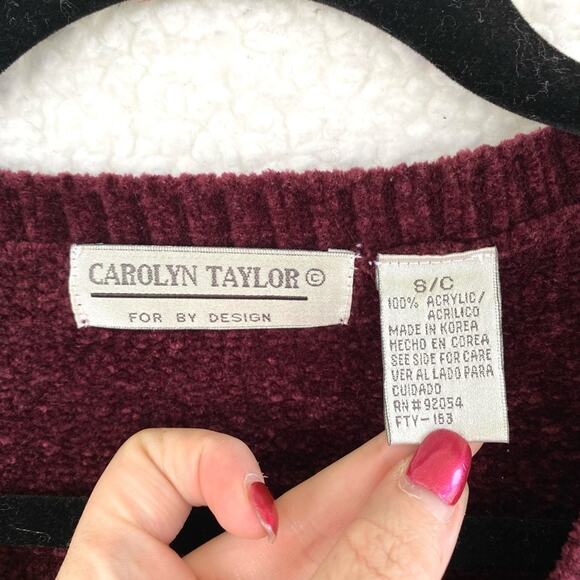 CAROLYN TAYLOR ©
FOR BY DESIGN
S/C
100% ACRYLIC/
ACRILICO
MADE IN KOREA
HECHO EN COREA
SEE SIDE FOR CARE
VER AL LADO PARA
CUIDADO
RN#92054
FTY-153